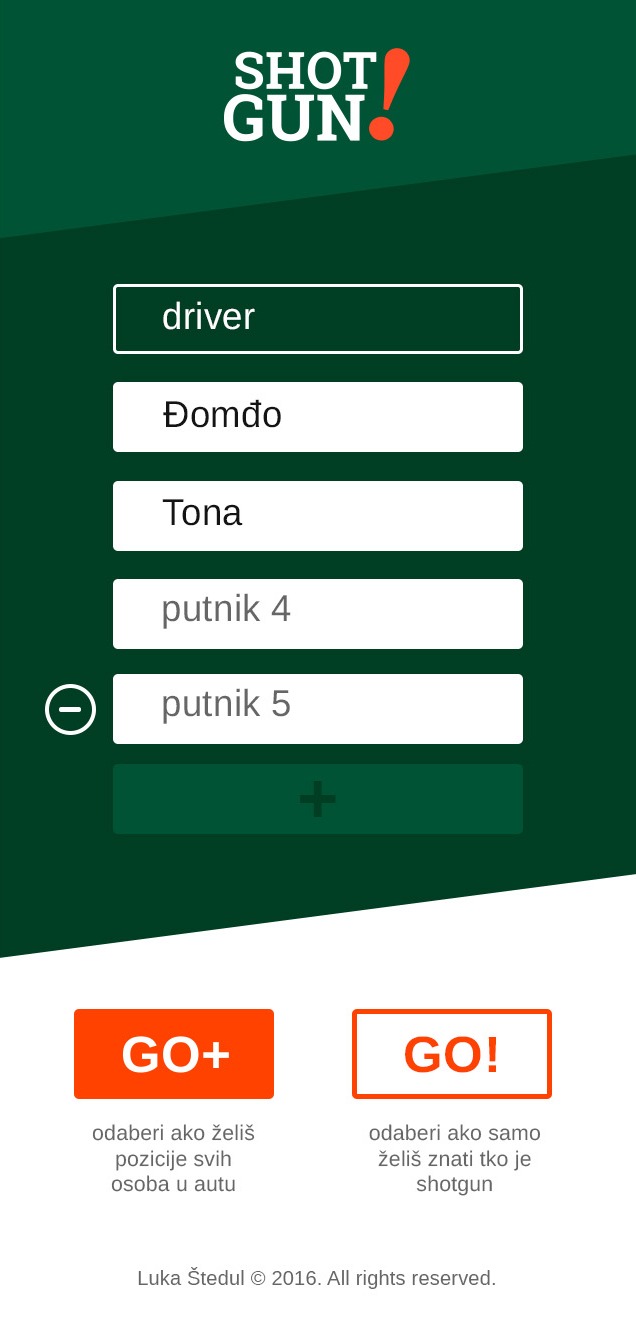 SHOT
GUN!
driver
Đomđo
Tona
putnik 4
putnik 5
+
GO+
odaberi ako želiš
pozicije svih
osoba u autu
GO!
odaberi ako samo
želiš znati tko je
shotgun
Luka Štedul © 2016. All rights reserved.